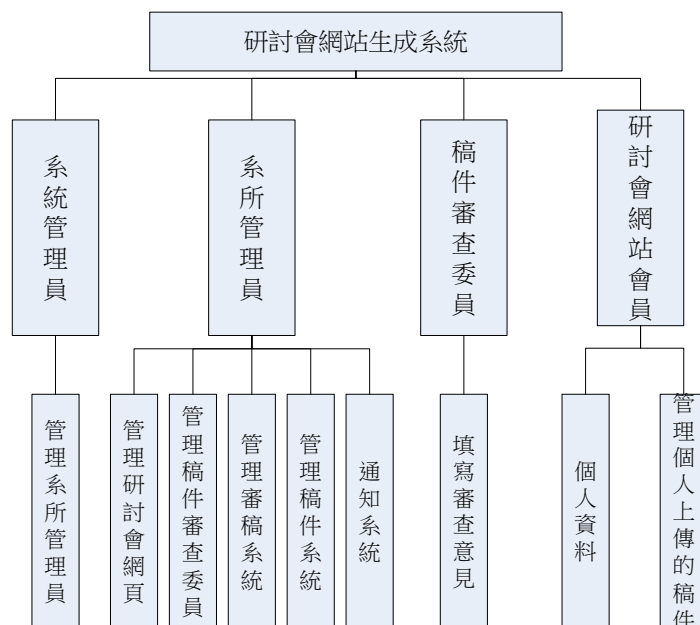 研討會網站生成系統
系統管理員
系所管理員
稿件審查委員
研討會網站會員
管理系所管理員
管理研討會網頁
管理稿件審查委員
管理審稿系統
管理稿件系統
通知系統
填寫審查意見
個人資料
管理個人上傳的稿件